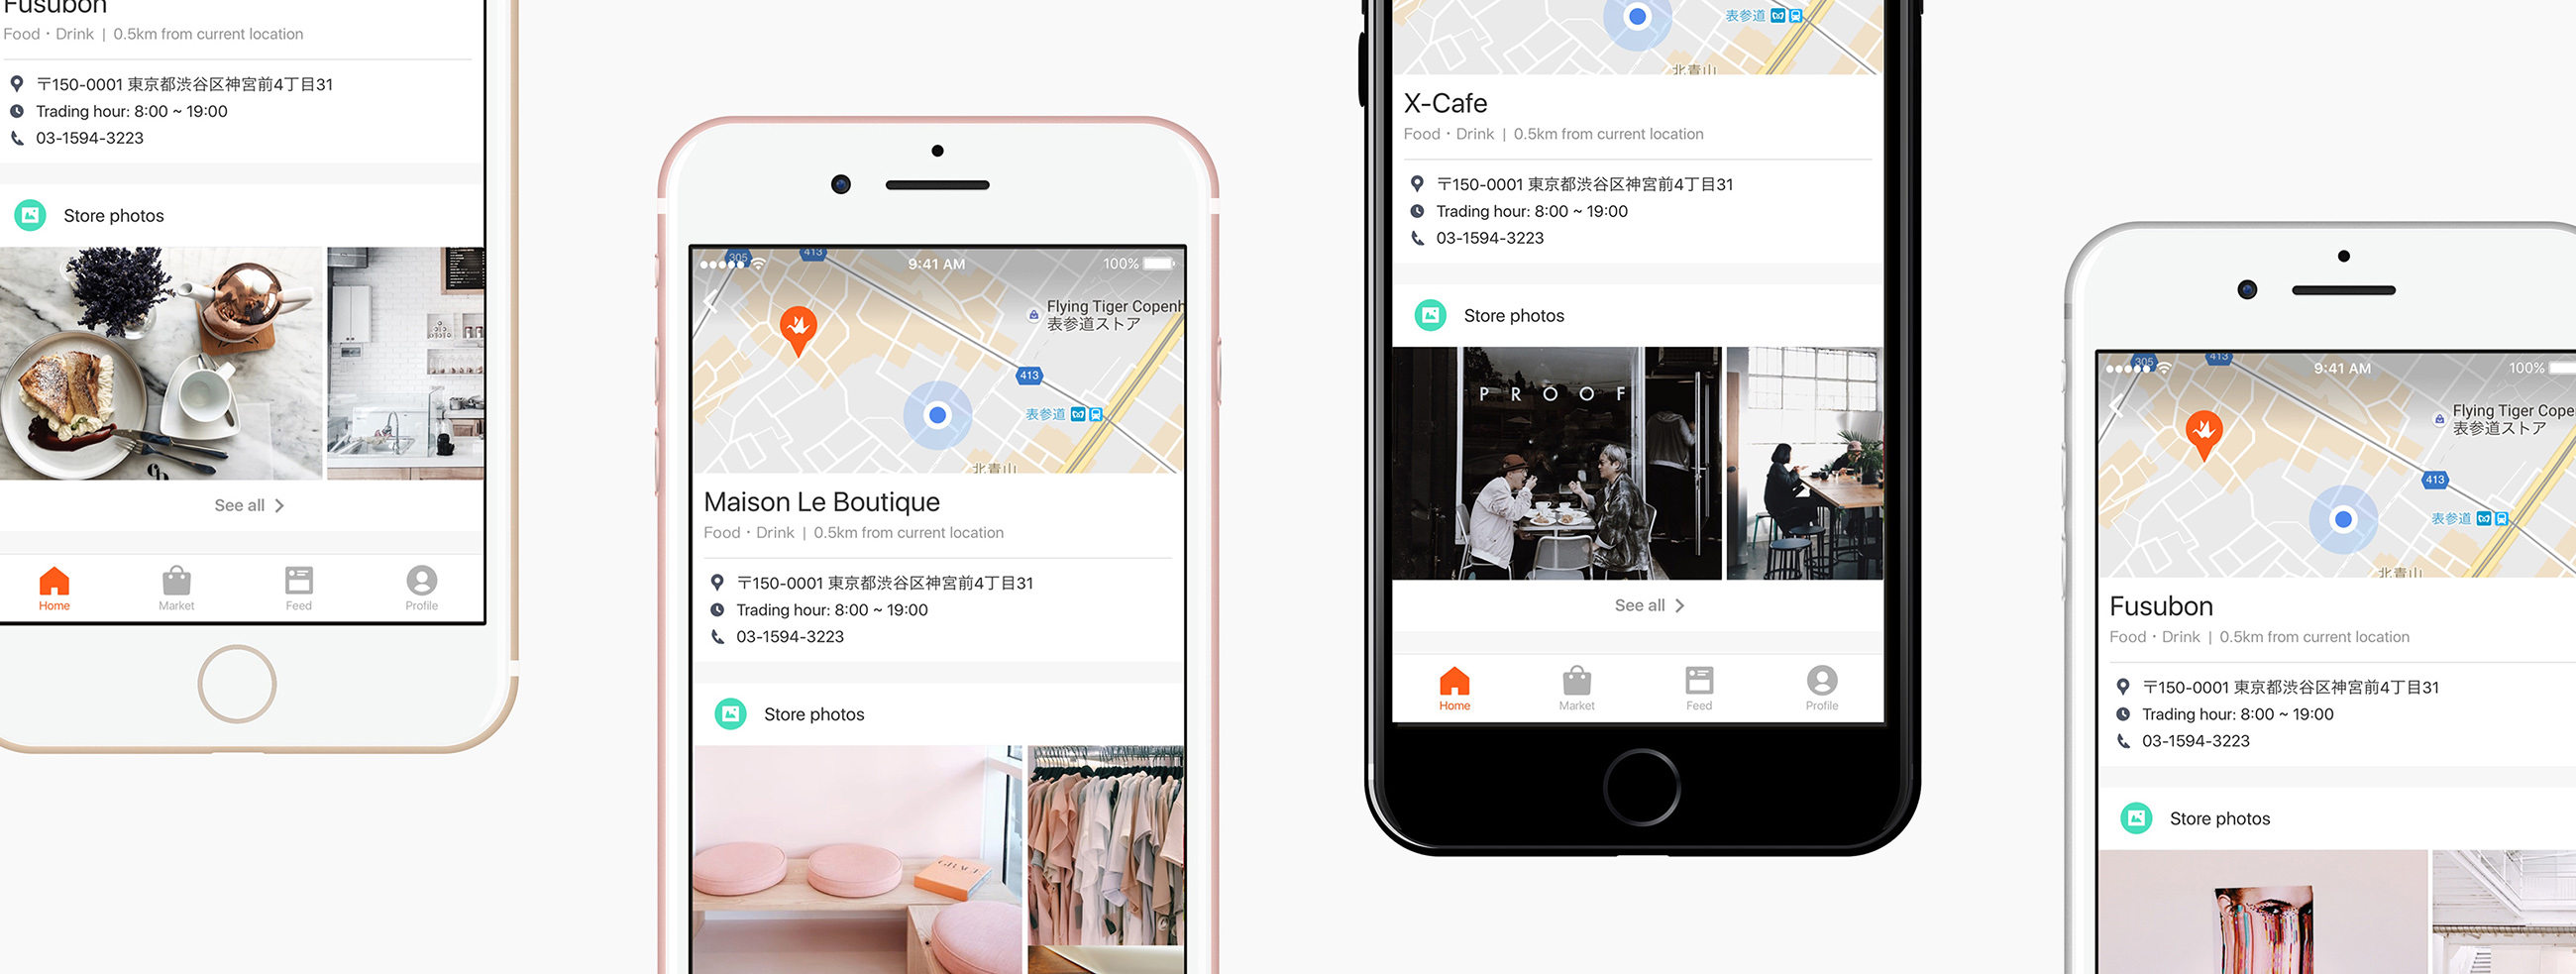 Fusubon
Food・Drink | 0.5km from current location
〒150-0001 東京都渋谷区神宮前4丁目31
Trading hour: 8:00 ~ 19:00
03-1594-3223
Store photos
See all
Home
Market
Feed
Profile
305
413
9:41 AM
100%
Flying Tiger Copenh
表参道ストア
413
表参道
北青山
Maison Le Boutique
Food・Drink | 0.5km from current location
〒150-0001 東京都渋谷区神宮前4丁目31
Trading hour: 8:00 ~ 19:00
03-1594-3223
Store photos
GRACE
表参道
北青山
X-Cafe
Food・Drink | 0.5km from current location
〒150-0001 東京都渋谷区神宮前4丁目31
Trading hour: 8:00 ~ 19:00
03-1594-3223
Store photos
PROOF
See all
Home
Market
Feed
Profile
305
413
9:41 AM
100%
Flying Tiger Cope
表参道ストア
413
表参道
北青山
Fusubon
Food・Drink | 0.5km from current location
〒150-0001 東京都渋谷区神宮前4丁目31
Trading hour: 8:00 ~ 19:00
03-1594-3223
Store photos